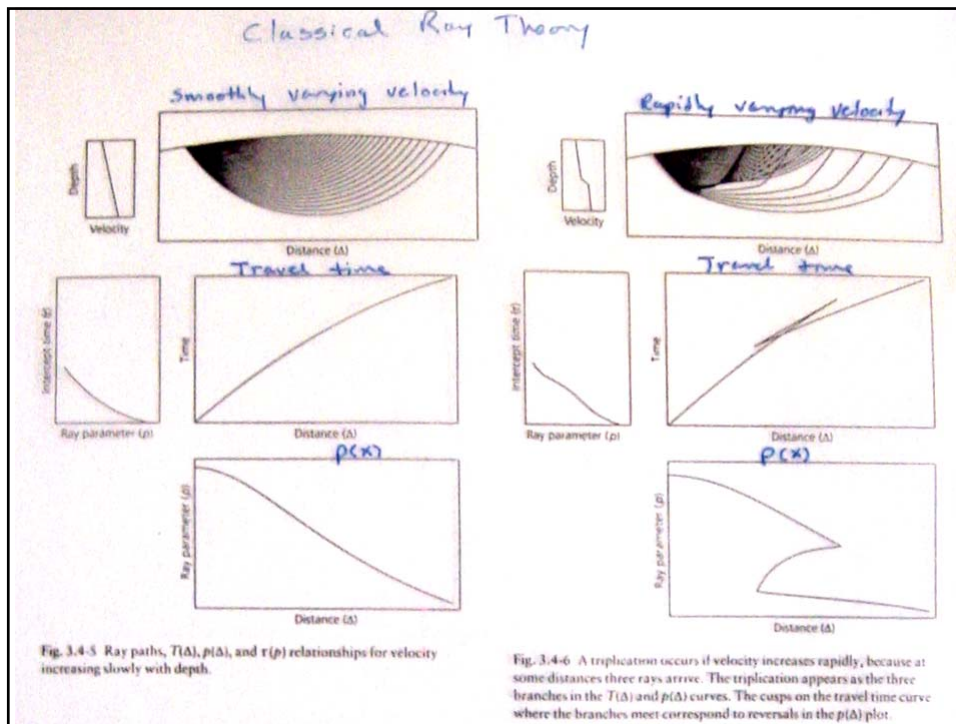 Classical Ray Theory
Smoothly varying velocity
Depth
Velocity
Distance (Δ)
Travel time
Intercept time (τ)
Ray parameter (p)
Time
Distance (Δ)
p(x)
Ray parameter (p)
Distance (Δ)
Fig. 3.4-5 Ray paths, T(Δ), p(Δ), and τ(p) relationships for velocity
increasing slowly with depth.
Rapidly varying velocity
Depth
Velocity
Distance (Δ)
Travel time
Intercept time (τ)
Ray parameter (p)
Time
Distance (Δ)
p(x)
Ray parameter (p)
Distance (Δ)
Fig. 3.4-6 A triplication occurs if velocity increases rapidly, because at
some distances three rays arrive. The triplication appears as the three
branches in the T(Δ) and p(Δ) curves. The cusps on the travel time curve
where the branches meet correspond to reversals in the p(Δ) plot.